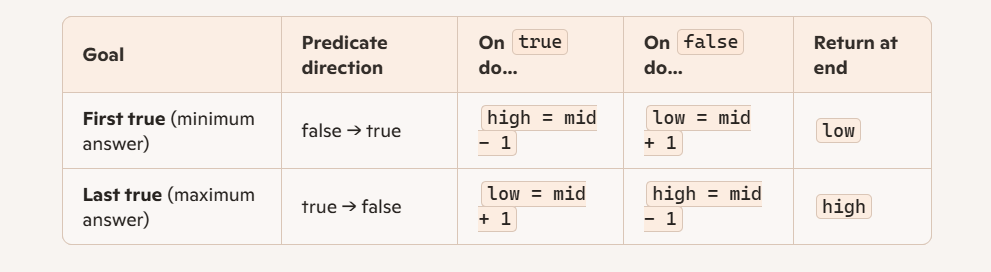 Goal
Predicate direction
On true do...
On false do...
Return at end
First true (minimum answer)
false → true
high = mid - 1
low = mid + 1
low
Last true (maximum answer)
true → false
low = mid + 1
high = mid - 1
high